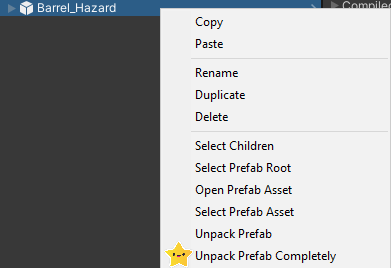 Barrel_Hazard
Compiled
Copy
Paste
Rename
Duplicate
Delete
Select Children
Select Prefab Root
Open Prefab Asset
Select Prefab Asset
Unpack Prefab
Unpack Prefab Completely